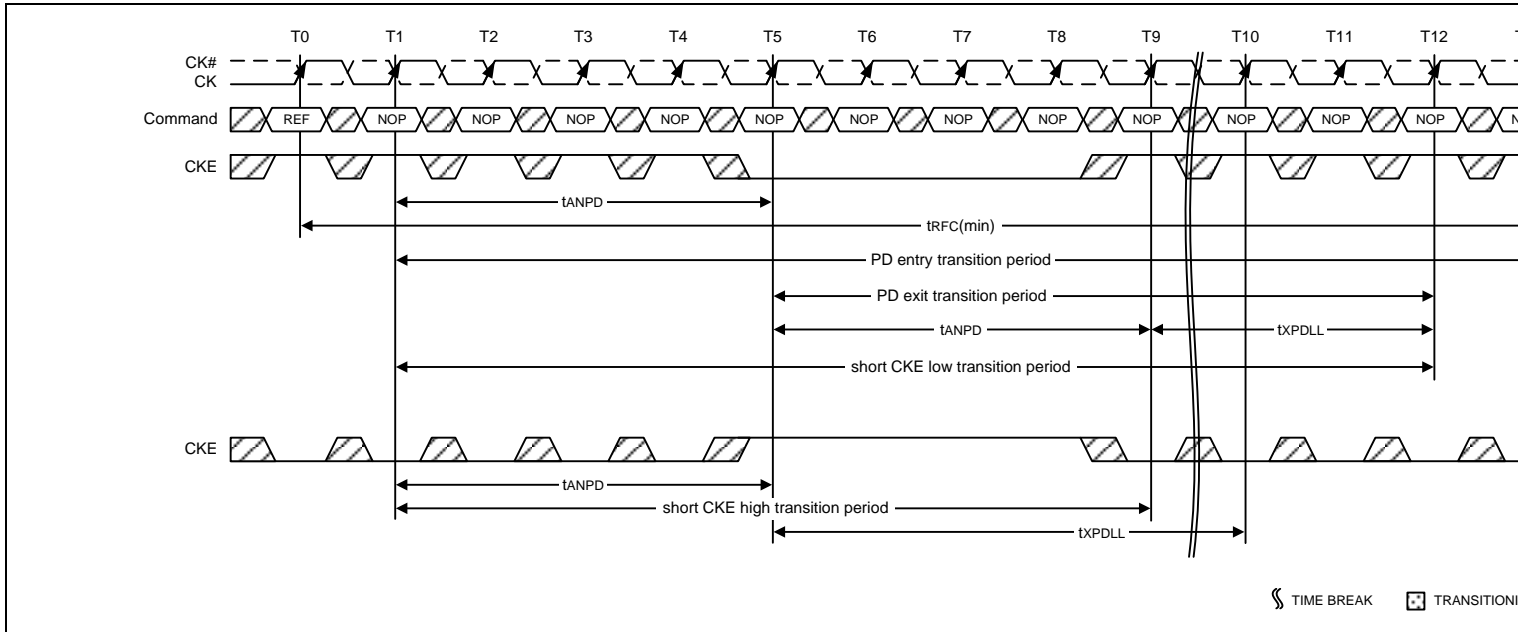 T0 T1 T2 T3 T4 T5 T6 T7 T8 T9 T10 T11 T12 T
CK#
CK
Command REF NOP NOP NOP NOP NOP NOP NOP NOP NOP NOP NOP NOP N
CKE
tANPD
tRFC(min)
PD entry transition period
PD exit transition period
tANPD tXPDLL
short CKE low transition period
CKE
tANPD
short CKE high transition period
tXPDLL
TIME BREAK TRANSITIONI